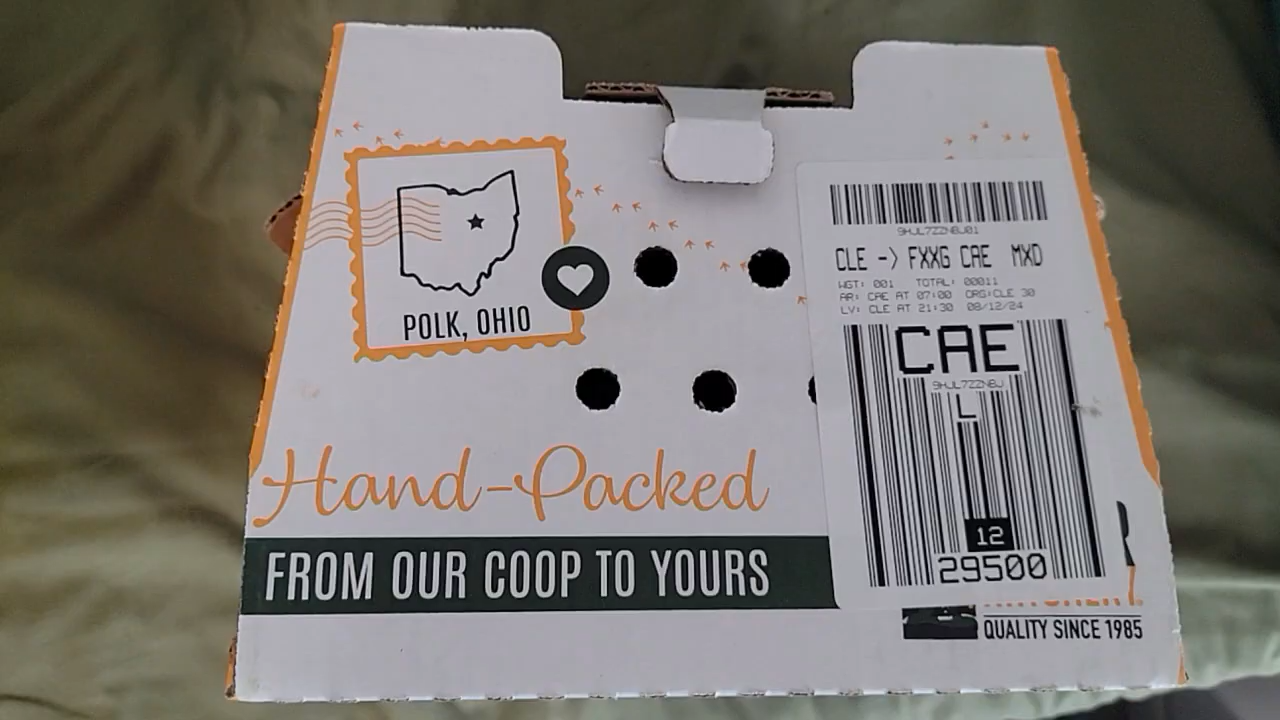 POLK, OHIO
Hand-Packed
FROM OUR COOP TO YOURS
9HJL7ZZNBJ01
CLE -> FXXG CAE MXD
WGT: 001 TOTAL: 00011
AR: CAE AT 07:00 ORG:CLE 30
LV: CLE AT 21:30 08/12/24
CAE
9HJL7ZZNBJ
L
12
29500
QUALITY SINCE 1985